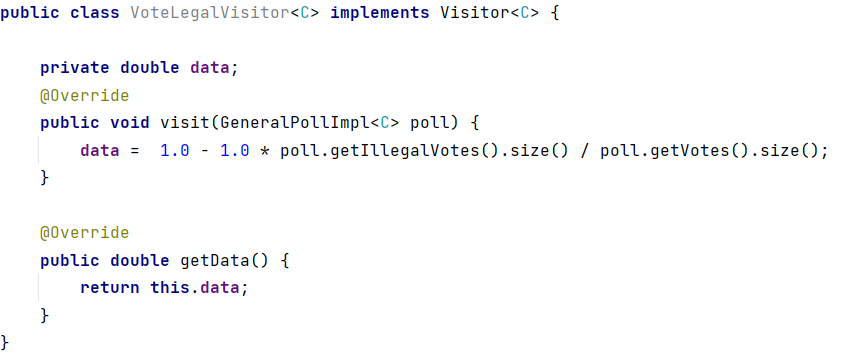 public class VoteLegalVisitor<C> implements Visitor<C> {
private double data;
@Override
public void visit(GeneralPollImpl<C> poll) {
data =  1.0 - 1.0 * poll.getIllegalVotes().size() / poll.getVotes().size();
}
@Override
public double getData() {
return this.data;
}
}